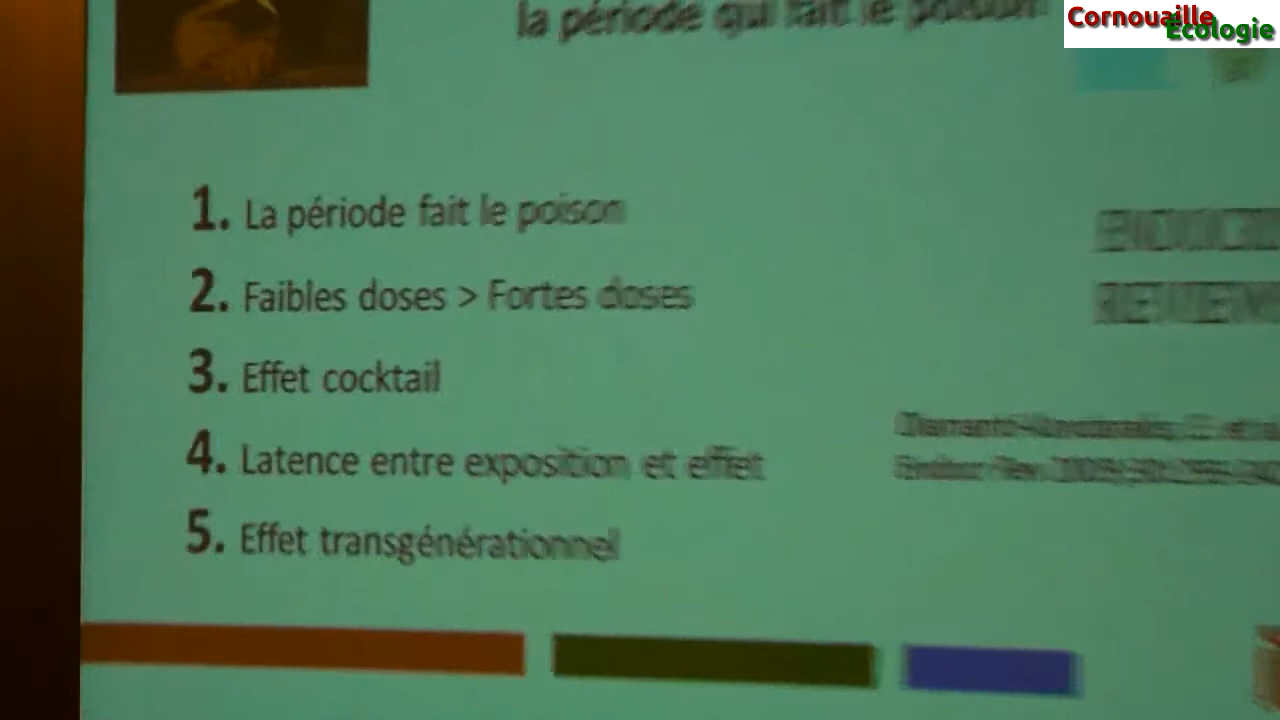 Cornouaille
Écologie
la période qui fait le poison
1. La période fait le poison
2. Faibles doses > Fortes doses
3. Effet cocktail
4. Latence entre exposition et effet
5. Effet transgénérationnel